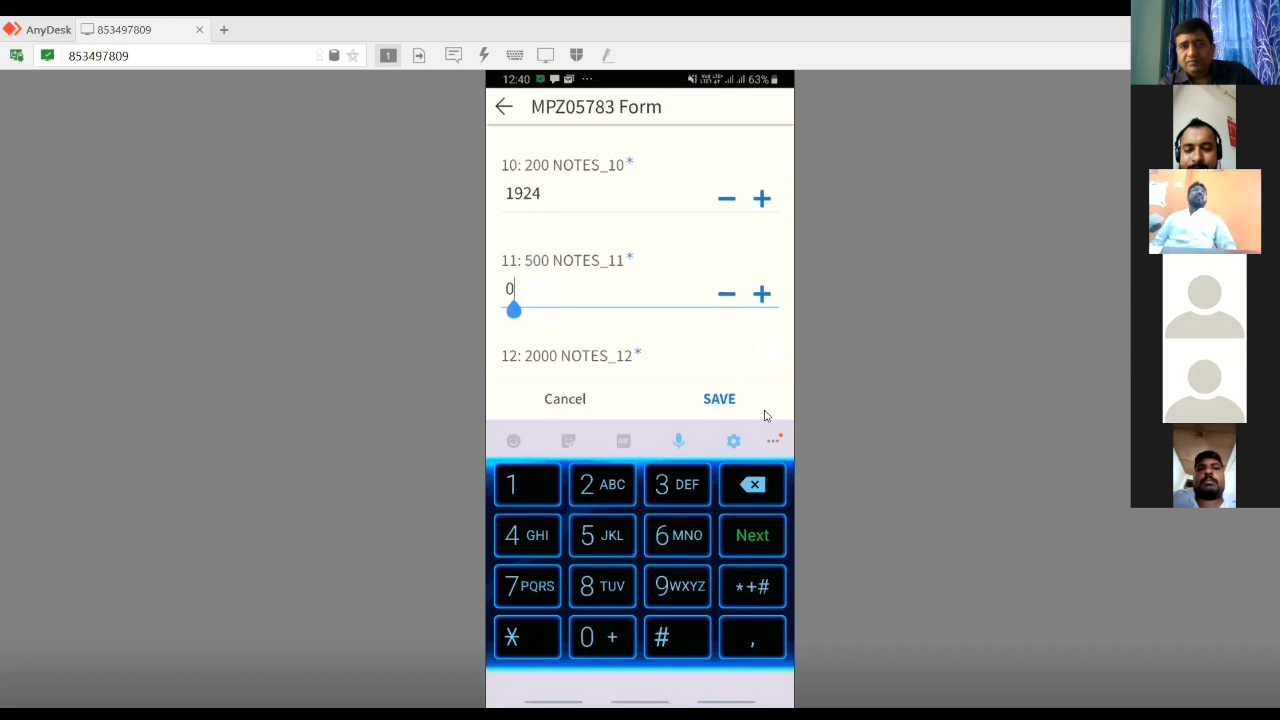 AnyDesk
853497809
853497809
1
12:40
63%
MPZ05783 Form
10: 200 NOTES_10*
1924
11: 500 NOTES_11*
0
12: 2000 NOTES_12*
Cancel
SAVE
GIF
1
2 ABC
3 DEF
4 GHI
5 JKL
6 MNO
Next
7 PQRS
8 TUV
9 WXYZ
*+#
*
0 +
#
,